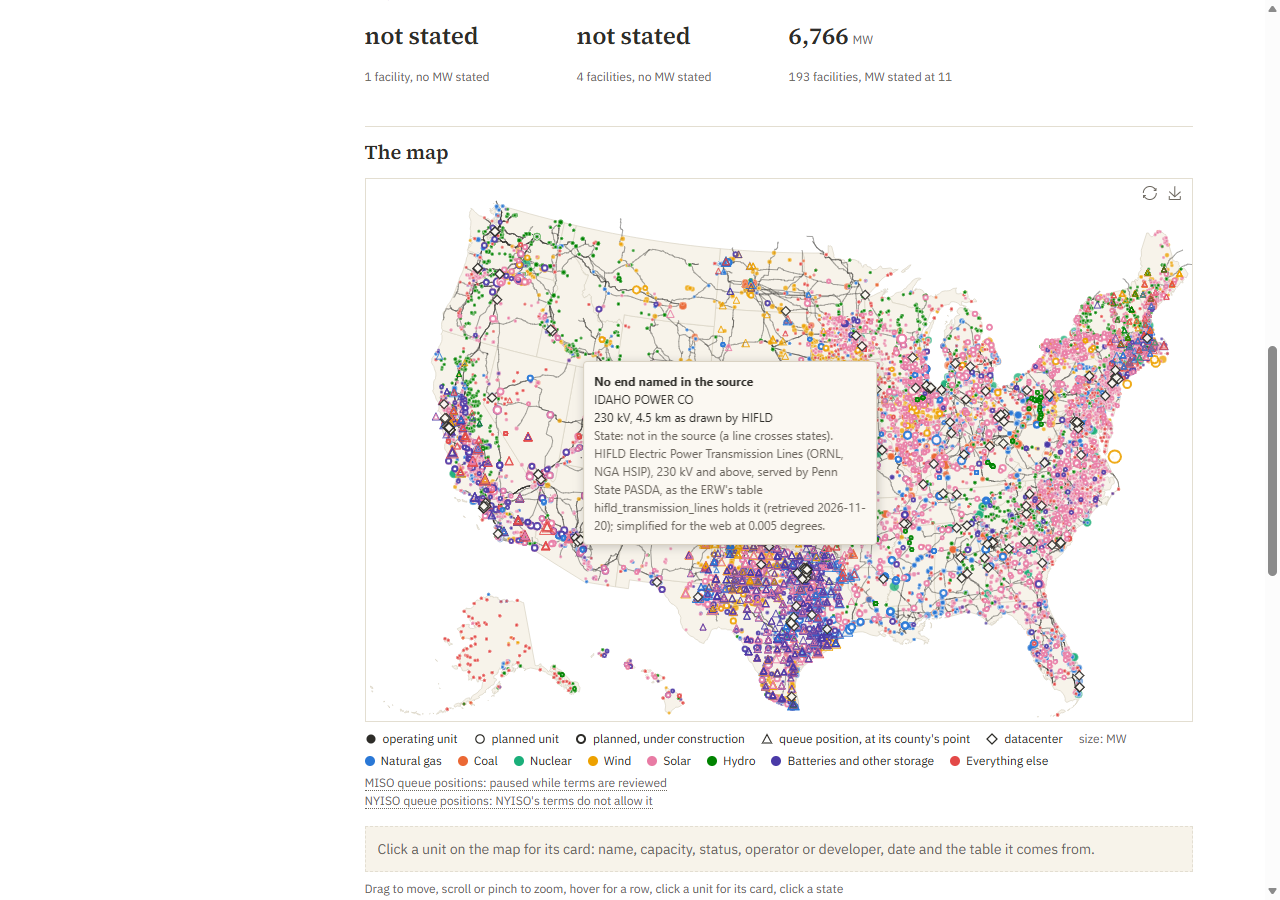 not stated
not stated
6,766 MW
1 facility, no MW stated
4 facilities, no MW stated
193 facilities, MW stated at 11
The map
No end named in the source
IDAHO POWER CO
230 kV, 4.5 km as drawn by HIFLD
State: not in the source (a line crosses states).
HIFLD Electric Power Transmission Lines (ORNL,
NGA HSIP), 230 kV and above, served by Penn
State PASDA, as the ERW's table
hifld_transmission_lines holds it (retrieved 2026-11-
20); simplified for the web at 0.005 degrees.
operating unit
planned unit
planned, under construction
queue position, at its county's point
datacenter
size: MW
Natural gas
Coal
Nuclear
Wind
Solar
Hydro
Batteries and other storage
Everything else
MISO queue positions: paused while terms are reviewed
NYISO queue positions: NYISO's terms do not allow it
Click a unit on the map for its card: name, capacity, status, operator or developer, date and the table it comes from.
Drag to move, scroll or pinch to zoom, hover for a row, click a unit for its card, click a state